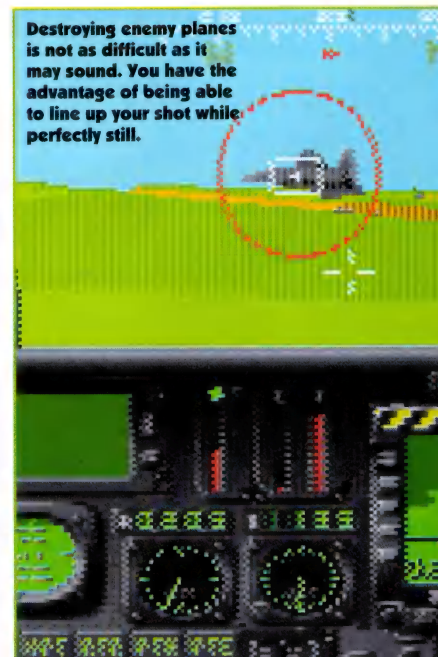 Destroying enemy planes
is not as difficult as it
may sound. You have the
advantage of being able
to line up your shot while
perfectly still.